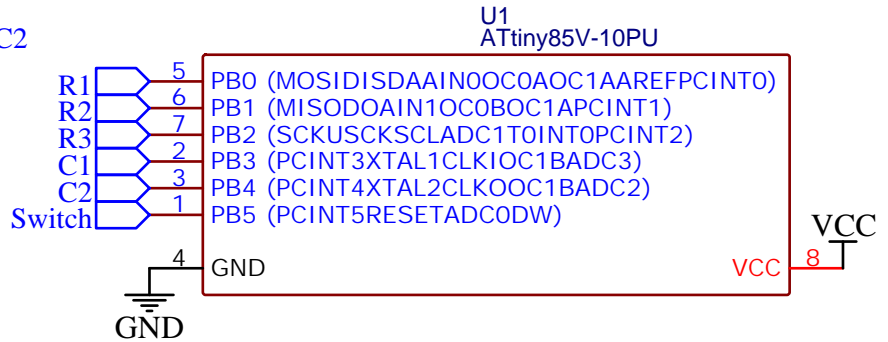 U1
ATtiny85V-10PU
C2
R1 5 PB0 (MOSIDISDAAIN0OC0AOC1AAREFPCINT0)
R2 6 PB1 (MISODOAIN1OC0BOC1APCINT1)
R3 7 PB2 (SCKUSCKSCLADC1T0INT0PCINT2)
C1 2 PB3 (PCINT3XTAL1CLKIOC1BADC3)
C2 3 PB4 (PCINT4XTAL2CLKOOC1BADC2)
Switch 1 PB5 (PCINT5RESETADC0DW)
VCC
4 GND VCC 8
GND